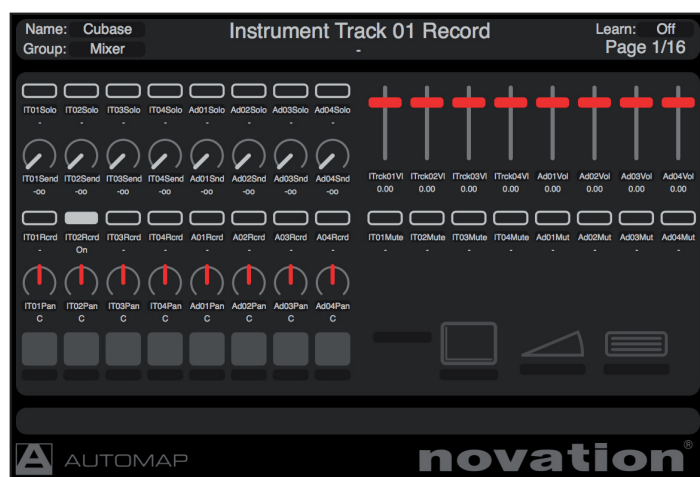 Name: Cubase
Instrument Track 01 Record
Learn: Off
Group: Mixer
-
Page 1/16
IT01Solo IT02Solo IT03Solo IT04Solo Ad01Solo Ad02Solo Ad03Solo Ad04Solo
- - - - - - - -
IT01Send IT02Send IT03Send IT04Send Ad01Snd Ad02Snd Ad03Snd Ad04Snd
-oo -oo -oo -oo -oo -oo -oo -oo
ITrck01Vl ITrck02Vl ITrck03Vl ITrck04Vl Ad01Vol Ad02Vol Ad03Vol Ad04Vol
0.00 0.00 0.00 0.00 0.00 0.00 0.00 0.00
IT01Rcrd IT02Rcrd IT03Rcrd IT04Rcrd A01Rcrd A02Rcrd A03Rcrd A04Rcrd
- On - - - - - -
IT01Mute IT02Mute IT03Mute IT04Mute Ad01Mut Ad02Mut Ad03Mut Ad04Mut
- - - - - - - -
IT01Pan IT02Pan IT03Pan IT04Pan Ad01Pan Ad02Pan Ad03Pan Ad04Pan
C C C C C C C C
A AUTOMAP
novation®